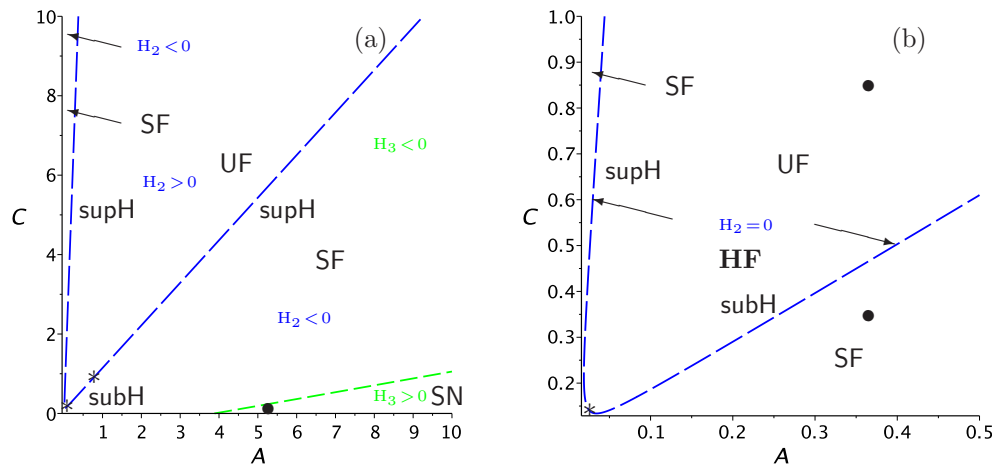 10
8
6
4
2
0
C
1
2
3
4
5
6
7
8
9
10
A
(a)
H2<0
SF
UF
H3<0
H2>0
supH
supH
SF
H2<0
subH
H3>0
SN
1.0
0.9
0.8
0.7
0.6
0.5
0.4
0.3
0.2
C
0.1
0.2
0.3
0.4
0.5
A
(b)
SF
UF
supH
H2=0
HF
subH
SF